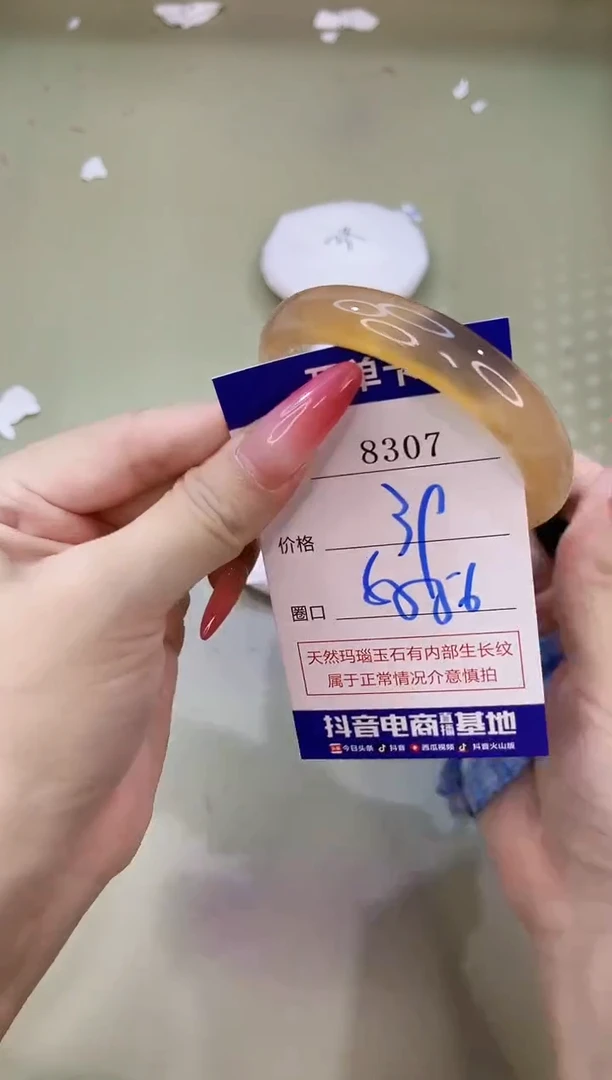 单卡
8307
价格
圈口
天然玛瑙玉石有内部生长纹
属于正常情况介意慎拍
抖音电商直播基地
今日头条 抖音 西瓜视频 抖音火山版